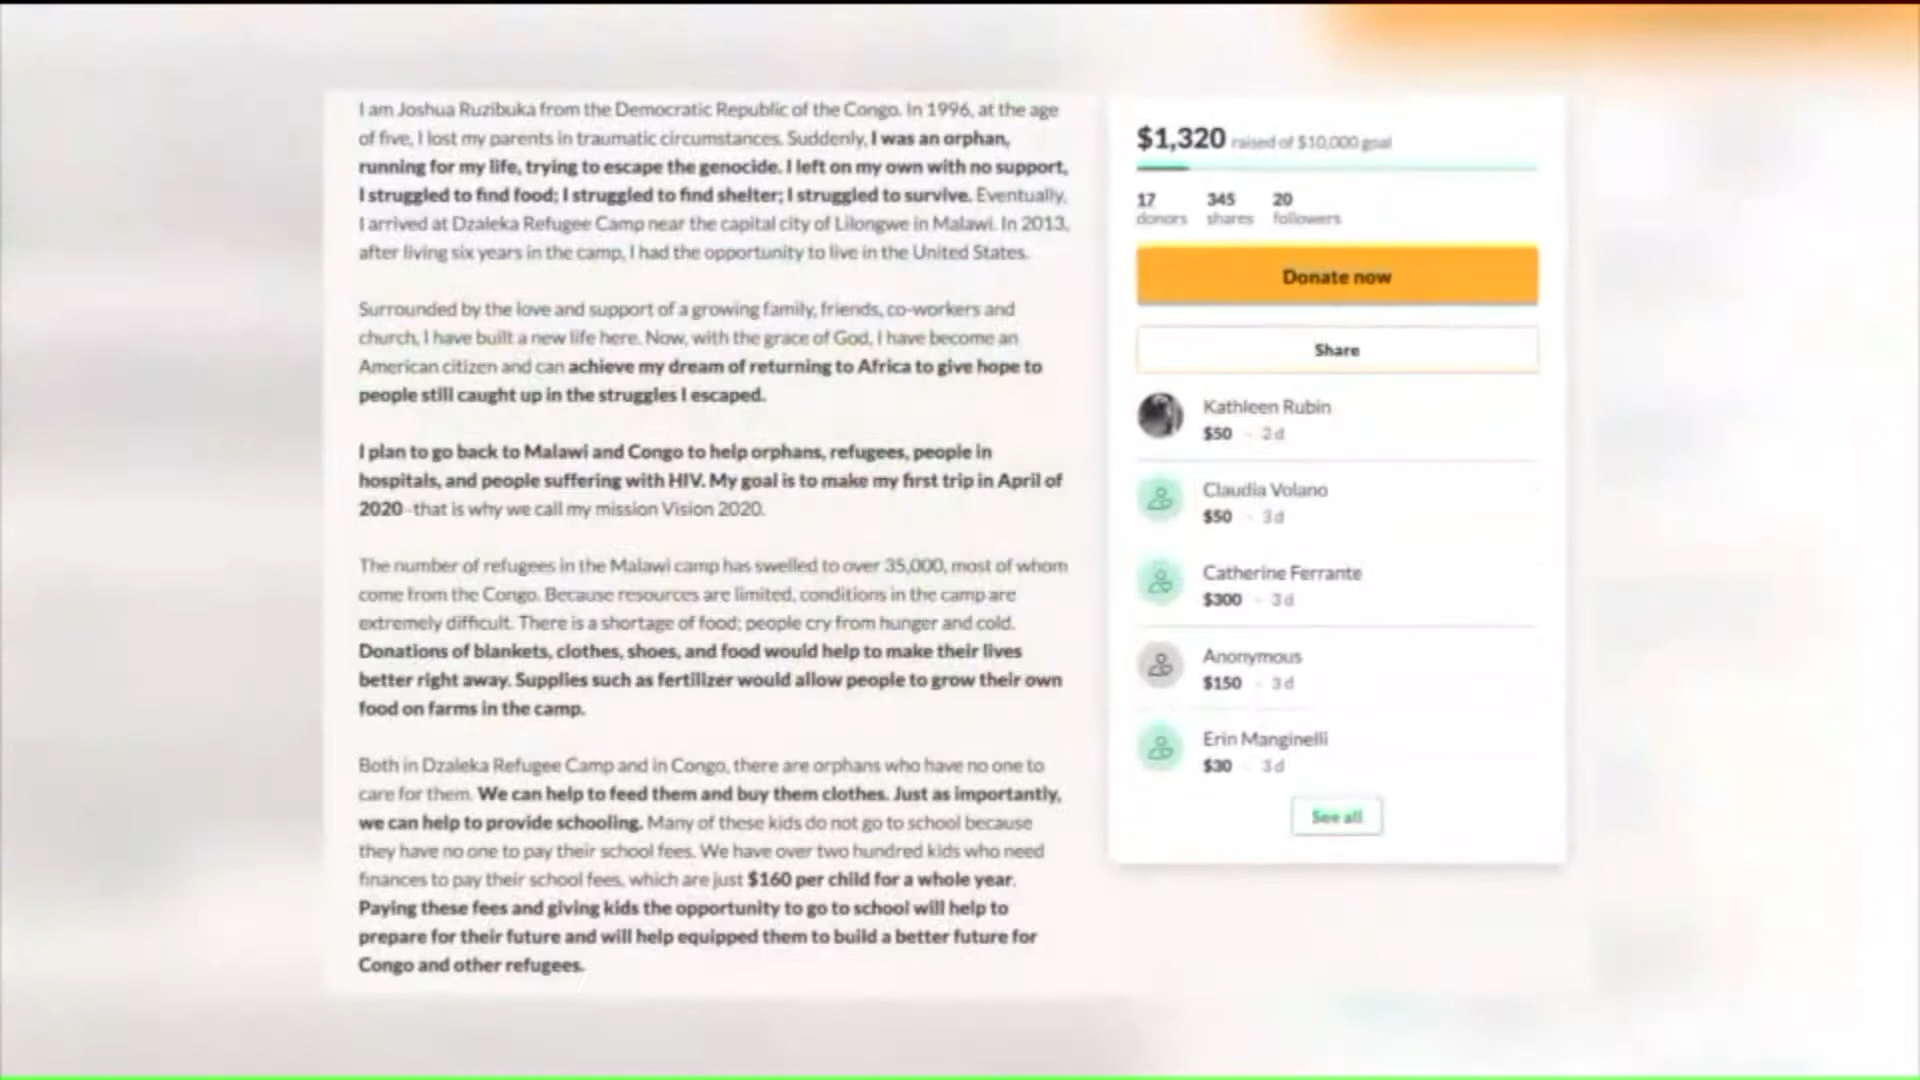 I am Joshua Ruzibuka from the Democratic Republic of the Congo. In 1996, at the age
of five, I lost my parents in traumatic circumstances. Suddenly, I was an orphan,
running for my life, trying to escape the genocide. I left on my own with no support,
I struggled to find food; I struggled to find shelter; I struggled to survive. Eventually,
I arrived at Dzaleka Refugee Camp near the capital city of Lilongwe in Malawi. In 2013,
after living six years in the camp, I had the opportunity to live in the United States.
Surrounded by the love and support of a growing family, friends, co-workers and
church, I have built a new life here. Now, with the grace of God, I have become an
American citizen and can achieve my dream of returning to Africa to give hope to
people still caught up in the struggles I escaped.
I plan to go back to Malawi and Congo to help orphans, refugees, people in
hospitals, and people suffering with HIV. My goal is to make my first trip in April of
2020 - that is why we call my mission Vision 2020.
The number of refugees in the Malawi camp has swelled to over 35,000, most of whom
come from the Congo. Because resources are limited, conditions in the camp are
extremely difficult. There is a shortage of food; people cry from hunger and cold.
Donations of blankets, clothes, shoes, and food would help to make their lives
better right away. Supplies such as fertilizer would allow people to grow their own
food on farms in the camp.
Both in Dzaleka Refugee Camp and in Congo, there are orphans who have no one to
care for them. We can help to feed them and buy them clothes. Just as importantly,
we can help to provide schooling. Many of these kids do not go to school because
they have no one to pay their school fees. We have over two hundred kids who need
finances to pay their school fees, which are just $160 per child for a whole year.
Paying these fees and giving kids the opportunity to go to school will help to
prepare for their future and will help equipped them to build a better future for
Congo and other refugees.
$1,320 raised of $10,000 goal
17 345 20
donors shares followers
Donate now
Share
Kathleen Rubin
$50 - 2 d
Claudia Volano
$50 - 3 d
Catherine Ferrante
$300 - 3 d
Anonymous
$150 - 3 d
Erin Manginelli
$30 - 3 d
See all